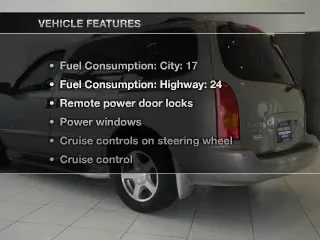 VEHICLE FEATURES
• Fuel Consumption: City: 17
• Fuel Consumption: Highway: 24
• Remote power door locks
• Power windows
• Cruise controls on steering wheel
• Cruise control